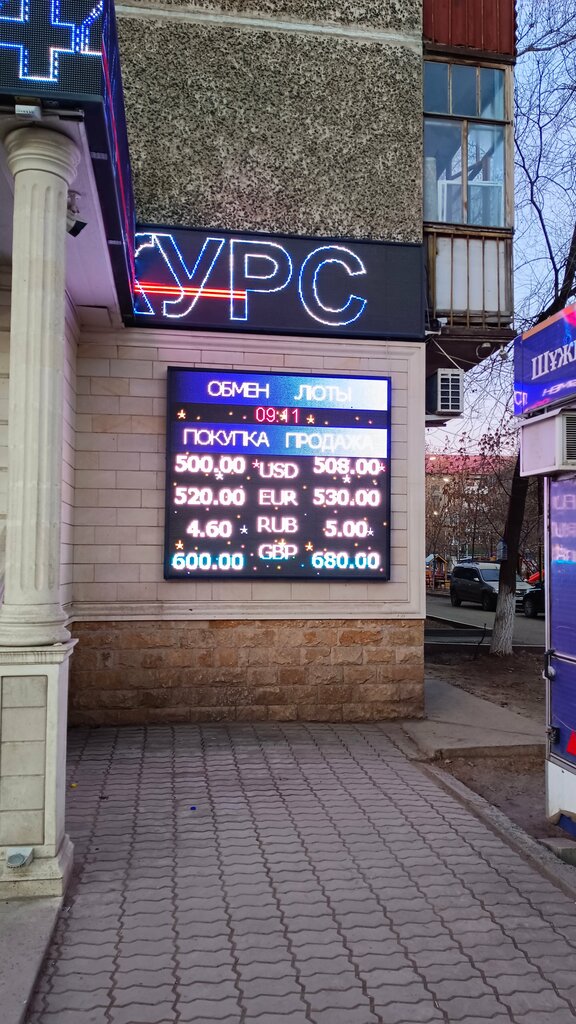 КУРС
ОБМЕН ЛЮТЫ
09:11
ПОКУПКА ПРОДАЖА
500.00 USD 508.00
520.00 EUR 530.00
4.60 RUB 5.00
600.00 GBP 680.00
ШҰЖ